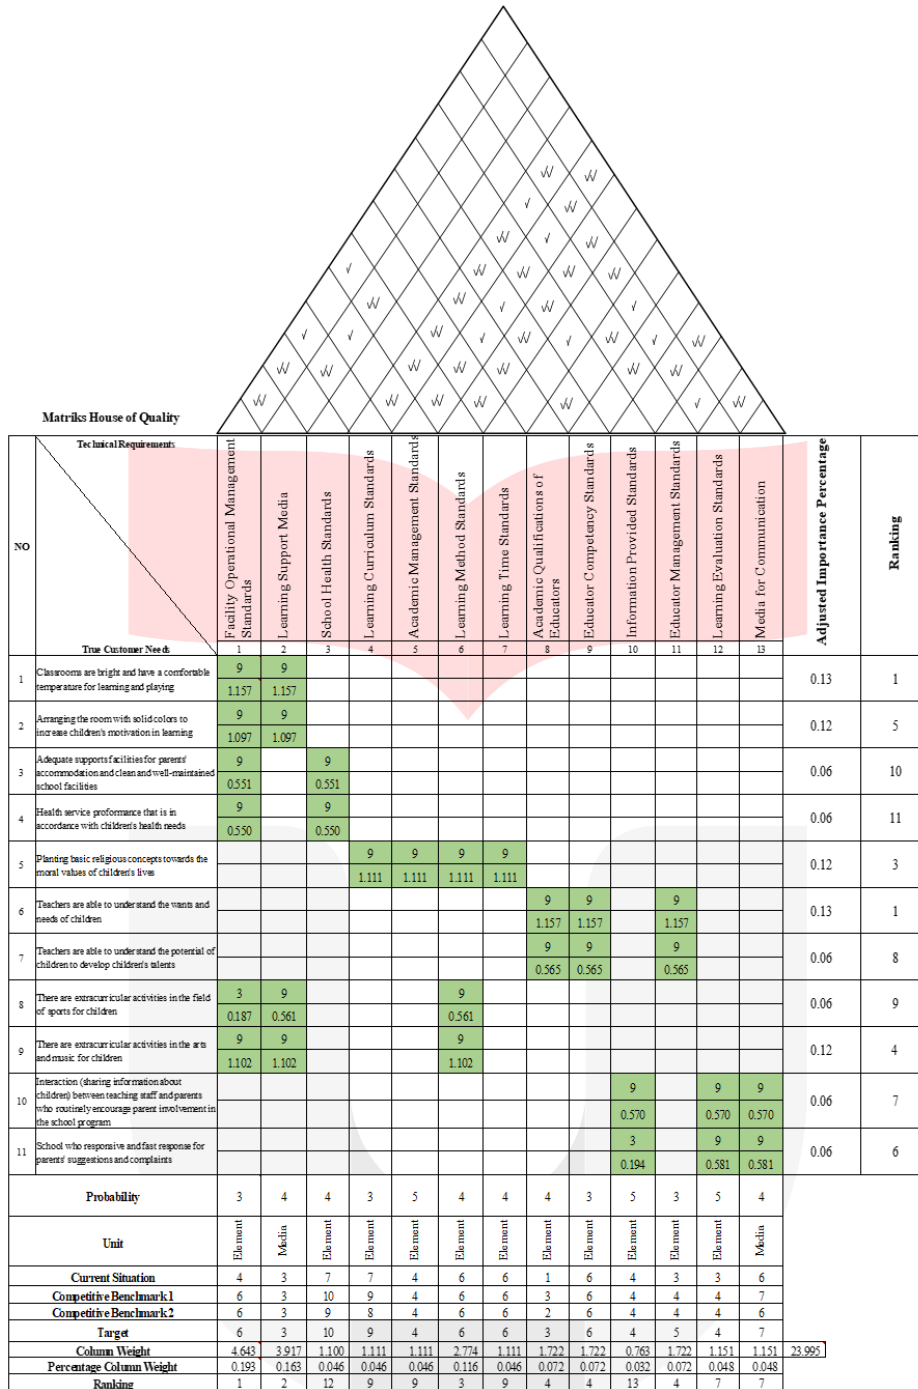 Matriks House of Quality
Technical Requirements
NO
True Customer Needs
Facility Operational Management Standards
Learning Support Media
School Health Standards
Learning Curriculum Standards
Academic Management Standards
Learning Method Standards
Learning Time Standards
Academic Qualifications of Educators
Educator Competency Standards
Information Provided Standards
Educator Management Standards
Learning Evaluation Standards
Media for Communication
Adjusted Importance Percentage
Ranking
1 2 3 4 5 6 7 8 9 10 11 12 13
1 Classrooms are bright and have a comfortable temperature for learning and playing 9 9 0.13 1
1.157 1.157
2 Arranging the room with solid colors to increase children's motivation in learning 9 9 0.12 5
1.097 1.097
3 Adequate supports facilities for parents' accommodation and clean and well-maintained school facilities 9 9 0.06 10
0.551 0.551
4 Health service proformance that is in accordance with children's health needs 9 9 0.06 11
0.550 0.550
5 Planting basic religious concepts towards the moral values of children's lives 9 9 9 9 0.12 3
1.111 1.111 1.111 1.111
6 Teachers are able to understand the wants and needs of children 9 9 9 0.13 1
1.157 1.157 1.157
7 Teachers are able to understand the potential of children to develop children's talents 9 9 9 0.06 8
0.565 0.565 0.565
8 There are extracurricular activities in the field of sports for children 3 9 9 0.06 9
0.187 0.561 0.561
9 There are extracurricular activities in the arts and music for children 9 9 9 0.12 4
1.102 1.102 1.102
10 Interaction (sharing information about children) between teaching staff and parents who routinely encourage parent involvement in the school program 9 9 9 0.06 7
0.570 0.570 0.570
11 School who responsive and fast response for parents' suggestions and complaints 3 9 9 0.06 6
0.194 0.581 0.581
Probability 3 4 4 3 5 4 4 4 3 5 3 5 4
Unit Element Media Element Element Element Element Element Element Element Element Element Element Media
Current Situation 4 3 7 7 4 6 6 1 6 4 3 3 6
Competitive Benchmark 1 6 3 10 9 4 6 6 3 6 4 4 4 7
Competitive Benchmark 2 6 3 9 8 4 6 6 2 6 4 4 4 6
Target 6 3 10 9 4 6 6 3 6 4 5 4 7
Column Weight 4.643 3.917 1.100 1.111 1.111 2.774 1.111 1.722 1.722 0.763 1.722 1.151 1.151 23.995
Percentage Column Weight 0.193 0.163 0.046 0.046 0.046 0.116 0.046 0.072 0.072 0.032 0.072 0.048 0.048
Ranking 1 2 12 9 9 3 9 4 4 13 4 7 7